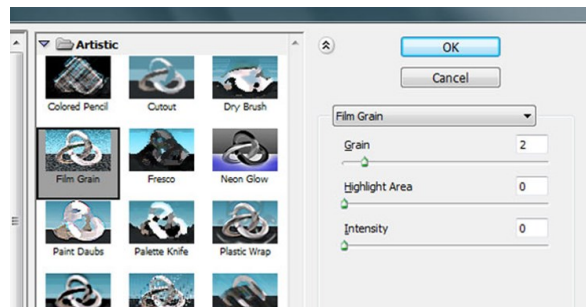 Artistic
Colored Pencil
Cutout
Dry Brush
Film Grain
Fresco
Neon Glow
Paint Daubs
Palette Knife
Plastic Wrap
OK
Cancel
Film Grain
Grain 2
Highlight Area 0
Intensity 0